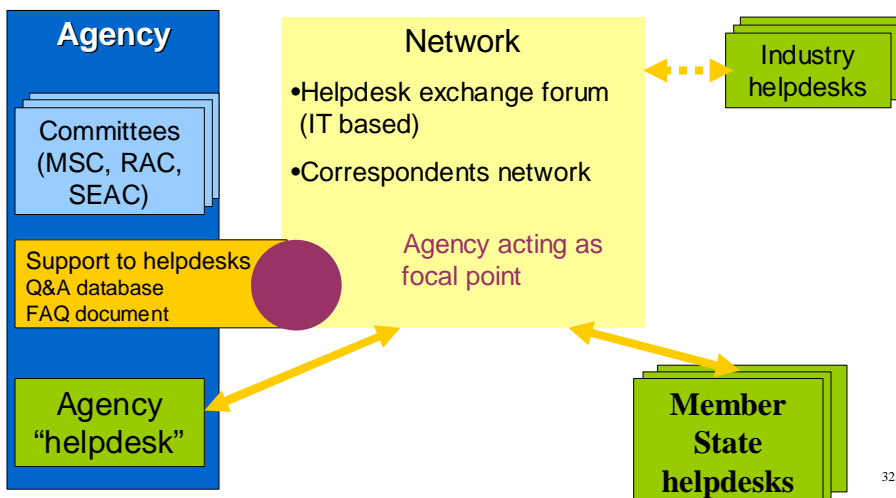 Agency
Committees
(MSC, RAC,
SEAC)
Support to helpdesks
Q&A database
FAQ document
Agency
“helpdesk”
Network
•Helpdesk exchange forum
(IT based)
•Correspondents network
Agency acting as
focal point
Industry
helpdesks
Member
State
helpdesks
32